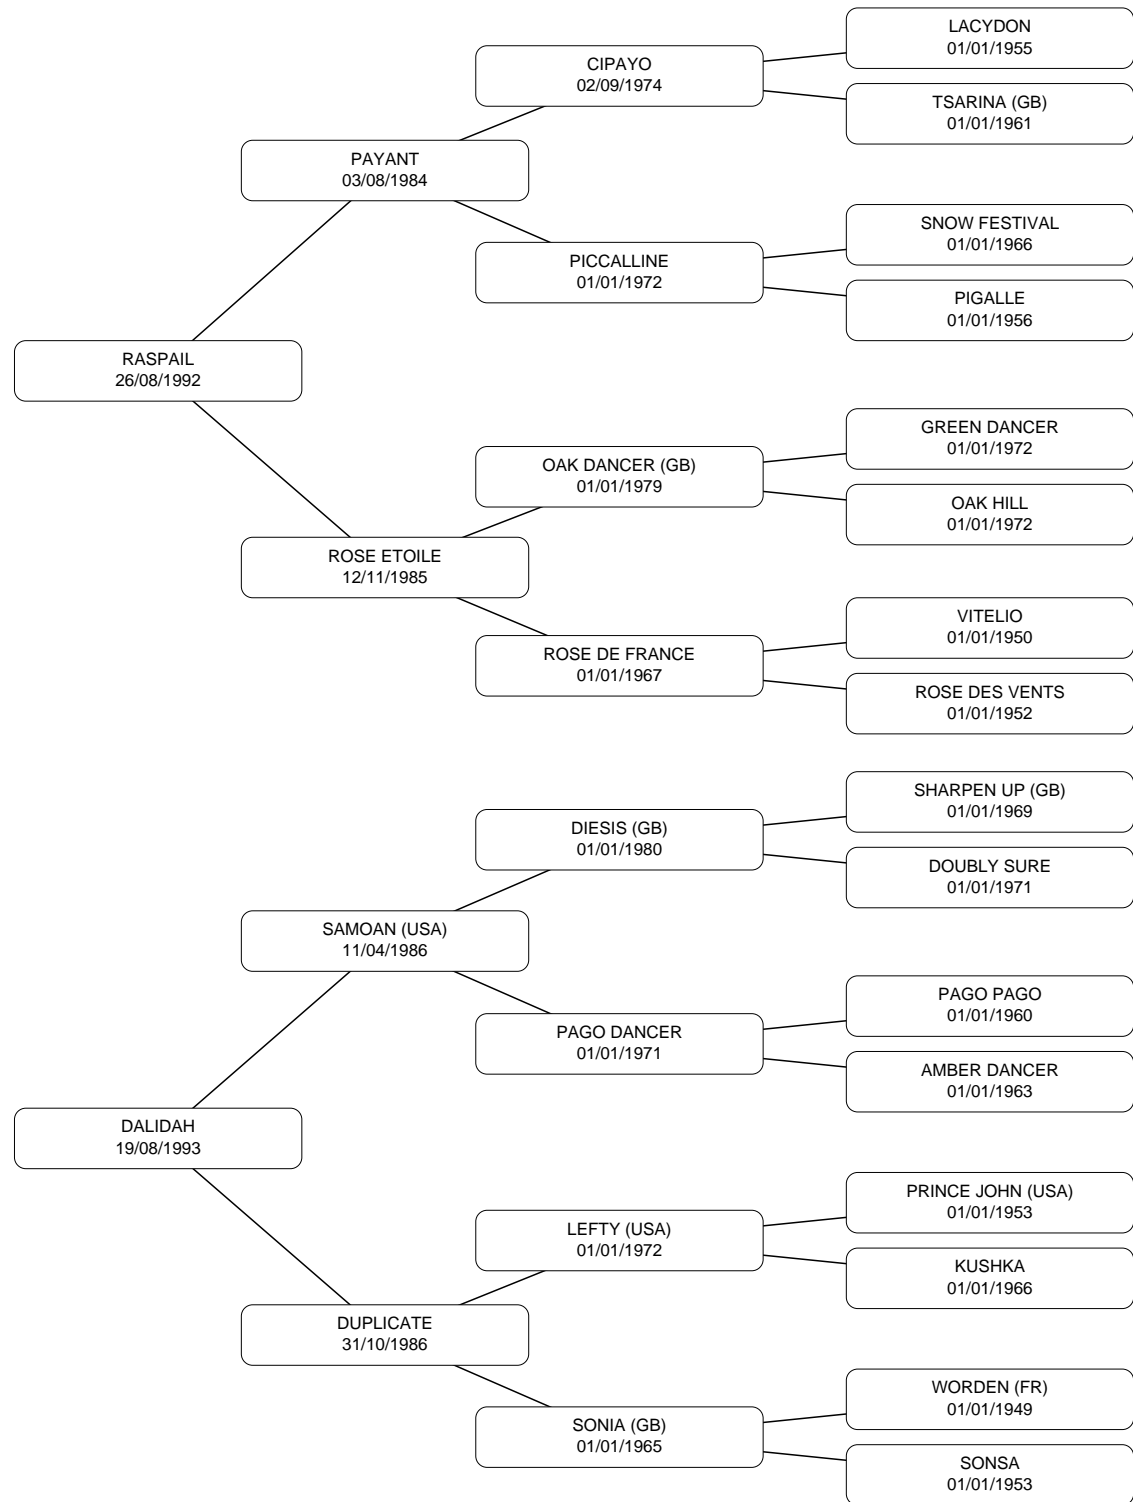 LACYDON
01/01/1955
CIPAYO
02/09/1974
TSARINA (GB)
01/01/1961
PAYANT
03/08/1984
SNOW FESTIVAL
01/01/1966
PICCALLINE
01/01/1972
PIGALLE
01/01/1956
RASPAIL
26/08/1992
GREEN DANCER
01/01/1972
OAK DANCER (GB)
01/01/1979
OAK HILL
01/01/1972
ROSE ETOILE
12/11/1985
VITELIO
01/01/1950
ROSE DE FRANCE
01/01/1967
ROSE DES VENTS
01/01/1952
SHARPEN UP (GB)
01/01/1969
DIESIS (GB)
01/01/1980
DOUBLY SURE
01/01/1971
SAMOAN (USA)
11/04/1986
PAGO PAGO
01/01/1960
PAGO DANCER
01/01/1971
AMBER DANCER
01/01/1963
DALIDAH
19/08/1993
PRINCE JOHN (USA)
01/01/1953
LEFTY (USA)
01/01/1972
KUSHKA
01/01/1966
DUPLICATE
31/10/1986
WORDEN (FR)
01/01/1949
SONIA (GB)
01/01/1965
SONSA
01/01/1953